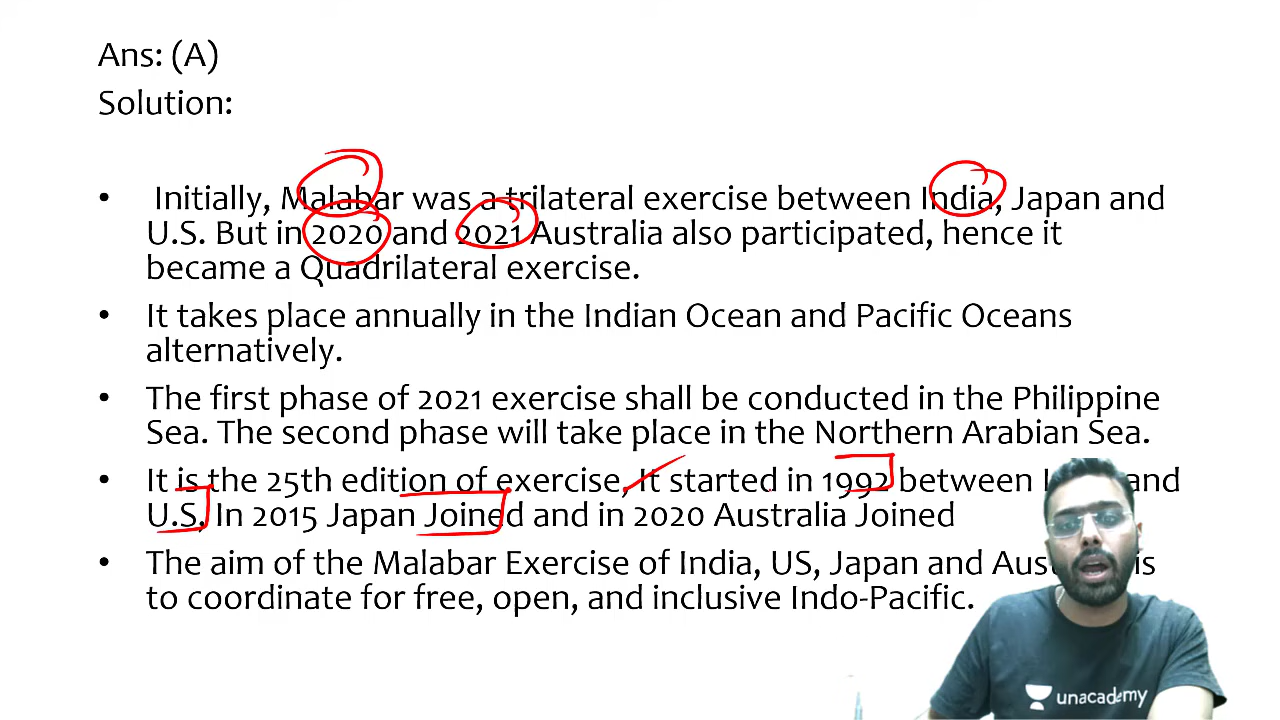 Ans: (A)
Solution:
• Initially, Malabar was a trilateral exercise between India, Japan and
U.S. But in 2020 and 2021 Australia also participated, hence it
became a Quadrilateral exercise.
• It takes place annually in the Indian Ocean and Pacific Oceans
alternatively.
• The first phase of 2021 exercise shall be conducted in the Philippine
Sea. The second phase will take place in the Northern Arabian Sea.
• It is the 25th edition of exercise, It started in 1992 between and
U.S. In 2015 Japan Joined and in 2020 Australia Joined
• The aim of the Malabar Exercise of India, US, Japan and is
to coordinate for free, open, and inclusive Indo-Pacific.
unacademy